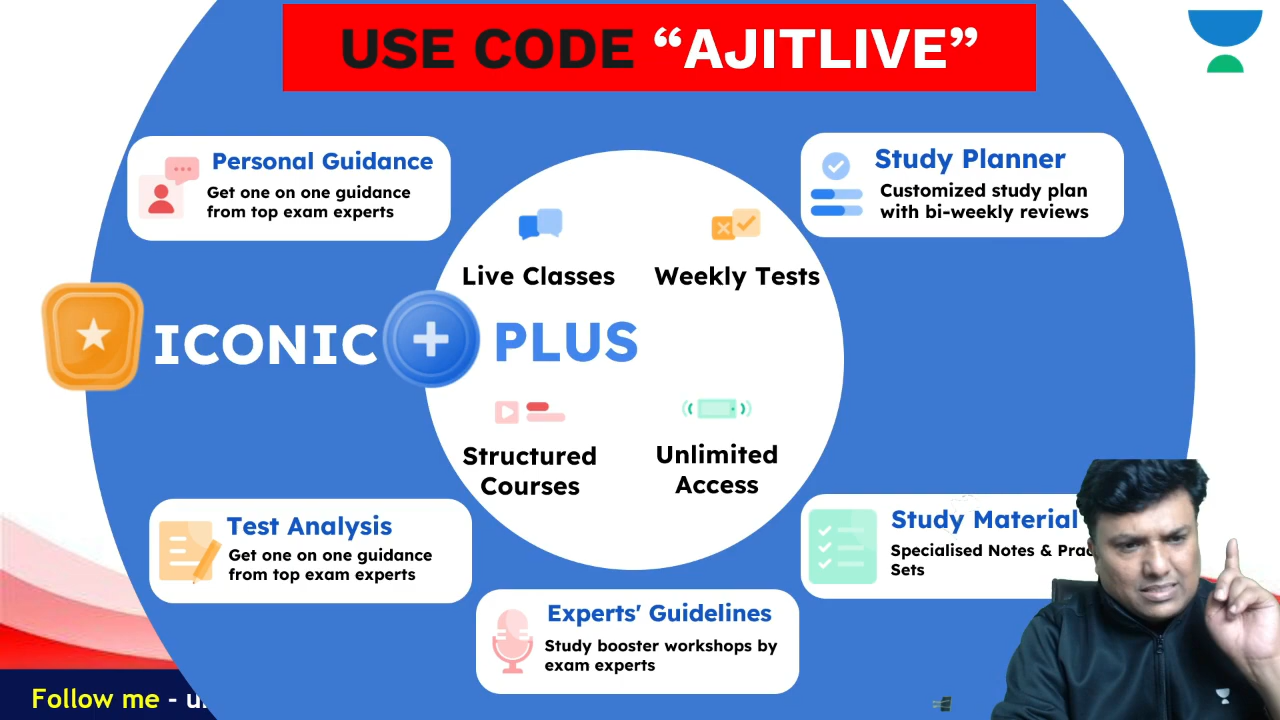 USE CODE “AJITLIVE”
Personal Guidance
Get one on one guidance
from top exam experts
Study Planner
Customized study plan
with bi-weekly reviews
Live Classes
Weekly Tests
ICONIC
PLUS
Structured
Courses
Unlimited
Access
Test Analysis
Get one on one guidance
from top exam experts
Study Material
Specialised Notes &
Sets
Experts' Guidelines
Study booster workshops by
exam experts
Follow me -